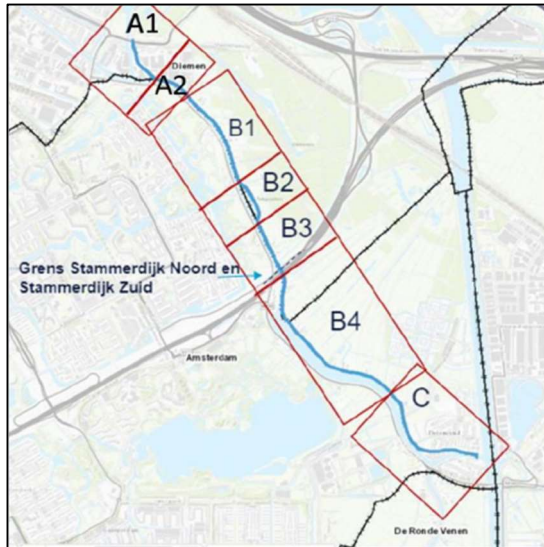 A1
Diemen
A2
B1
B2
B3
Grens Stammerdijk Noord en
Stammerdijk Zuid
B4
Amsterdam
C
De Ronde Venen